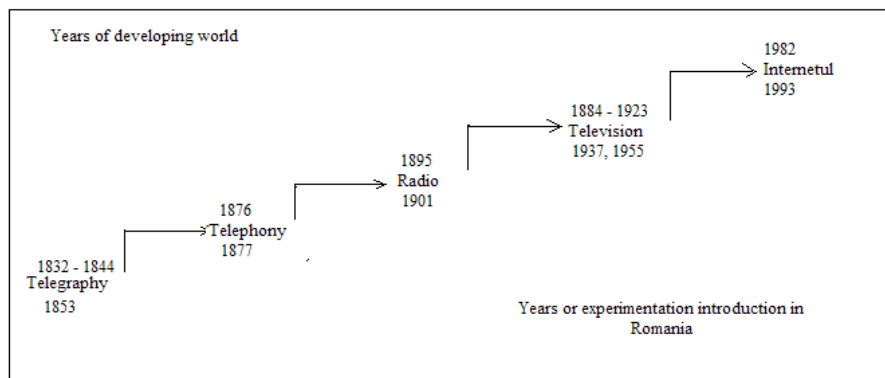 Years of developing world
1982
Internetul
1993
1884 - 1923
Television
1937, 1955
1895
Radio
1901
1876
Telephony
1877
1832 - 1844
Telegraphy
1853
Years or experimentation introduction in
Romania